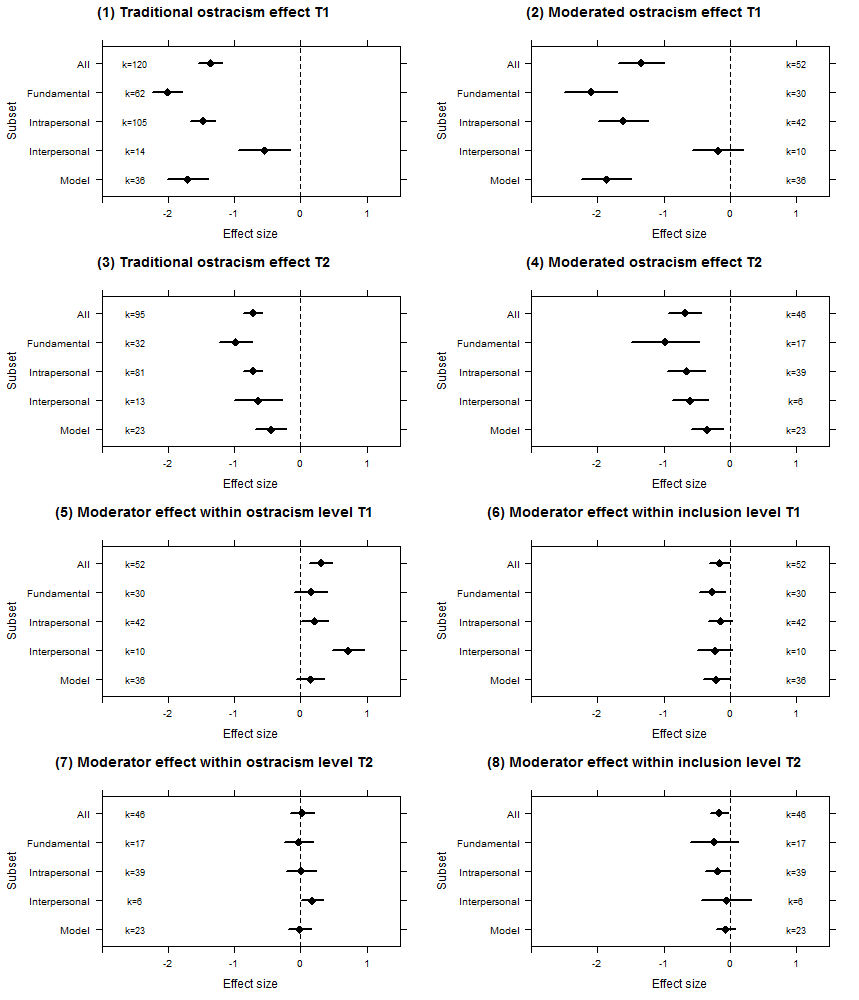 (1) Traditional ostracism effect T1
Subset
All k=120
Fundamental k=62
Intrapersonal k=105
Interpersonal k=14
Model k=36
-2 -1 0 1
Effect size
(2) Moderated ostracism effect T1
Subset
All k=52
Fundamental k=30
Intrapersonal k=42
Interpersonal k=10
Model k=36
-2 -1 0 1
Effect size
(3) Traditional ostracism effect T2
Subset
All k=95
Fundamental k=32
Intrapersonal k=81
Interpersonal k=13
Model k=23
-2 -1 0 1
Effect size
(4) Moderated ostracism effect T2
Subset
All k=46
Fundamental k=17
Intrapersonal k=39
Interpersonal k=6
Model k=23
-2 -1 0 1
Effect size
(5) Moderator effect within ostracism level T1
Subset
All k=52
Fundamental k=30
Intrapersonal k=42
Interpersonal k=10
Model k=36
-2 -1 0 1
Effect size
(6) Moderator effect within inclusion level T1
Subset
All k=52
Fundamental k=30
Intrapersonal k=42
Interpersonal k=10
Model k=36
-2 -1 0 1
Effect size
(7) Moderator effect within ostracism level T2
Subset
All k=46
Fundamental k=17
Intrapersonal k=39
Interpersonal k=6
Model k=23
-2 -1 0 1
Effect size
(8) Moderator effect within inclusion level T2
Subset
All k=46
Fundamental k=17
Intrapersonal k=39
Interpersonal k=6
Model k=23
-2 -1 0 1
Effect size